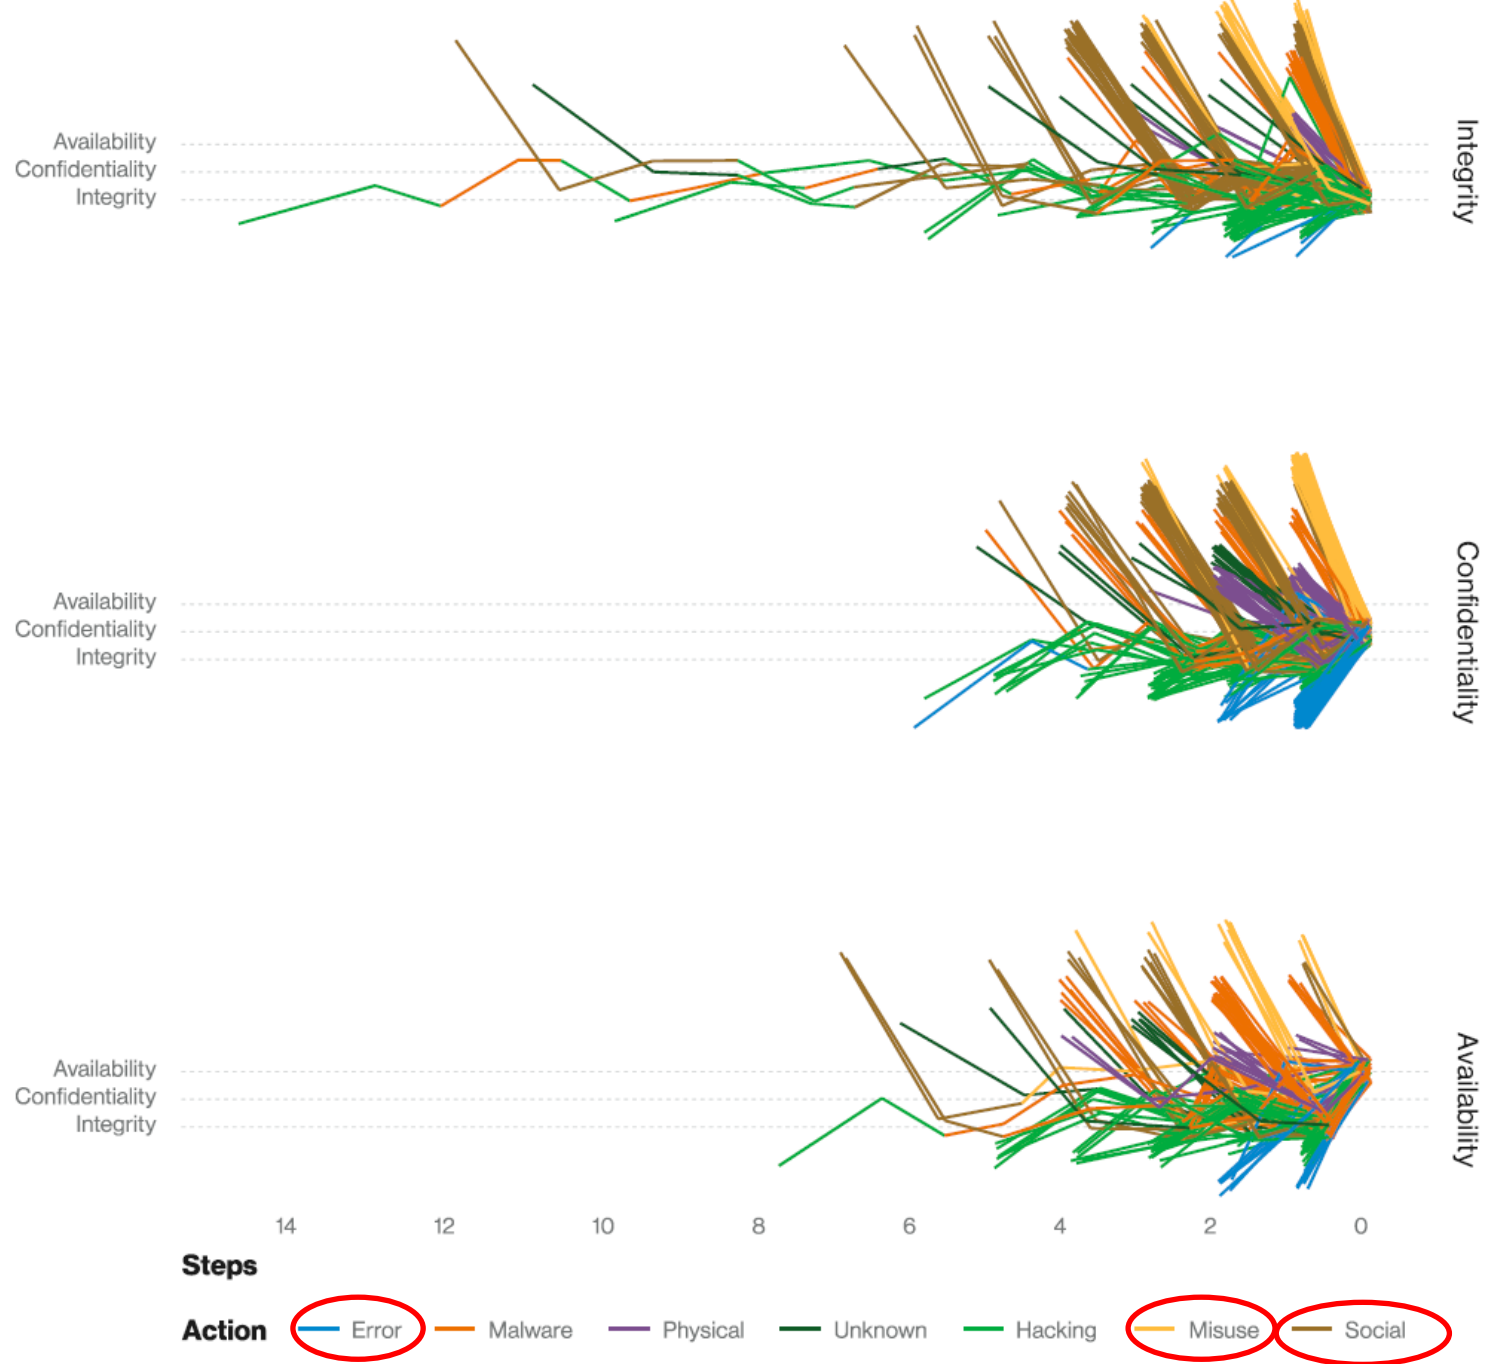 Availability
Confidentiality
Integrity
Integrity
Availability
Confidentiality
Integrity
Confidentiality
Availability
Confidentiality
Integrity
Availability
14 12 10 8 6 4 2 0
Steps
Action Error Malware Physical Unknown Hacking Misuse Social